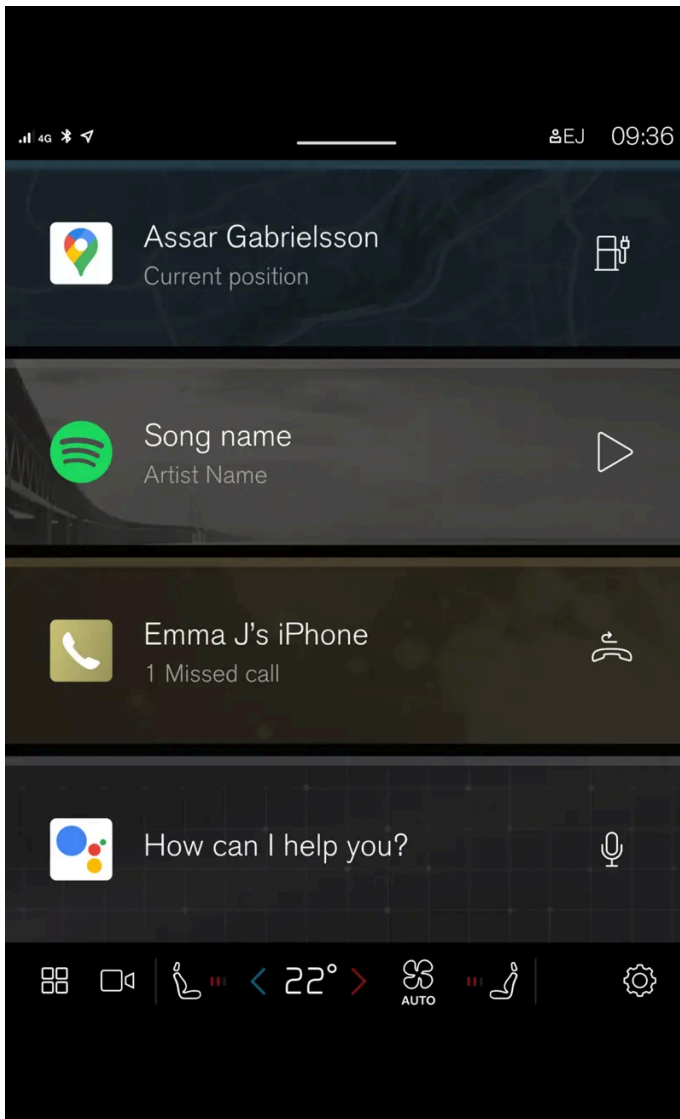 4G
EJ 09:36
Assar Gabrielsson
Current position
Song name
Artist Name
Emma J's iPhone
1 Missed call
How can I help you?
22°
AUTO